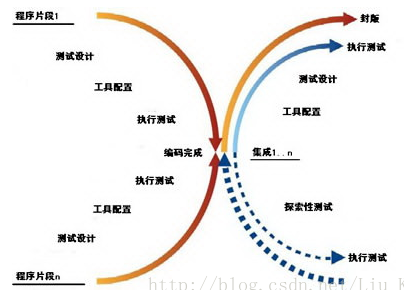 程序片段1
测试设计
工具配置
执行测试
编码完成
执行测试
工具配置
测试设计
程序片段n
封版
执行测试
测试设计
工具配置
集成1..n
探索性测试
执行测试
http://blog.csdn.net/Liu_K